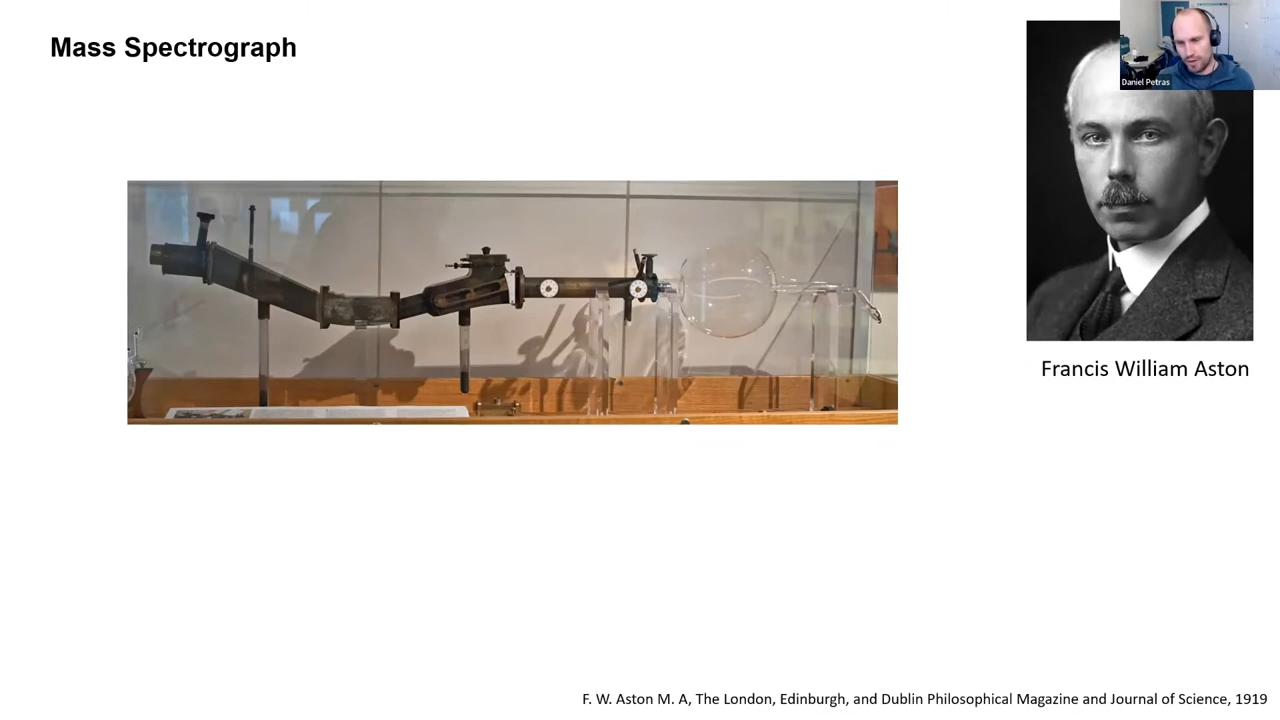 Mass Spectrograph
Daniel Petras
Francis William Aston
F. W. Aston M. A, The London, Edinburgh, and Dublin Philosophical Magazine and Journal of Science, 1919